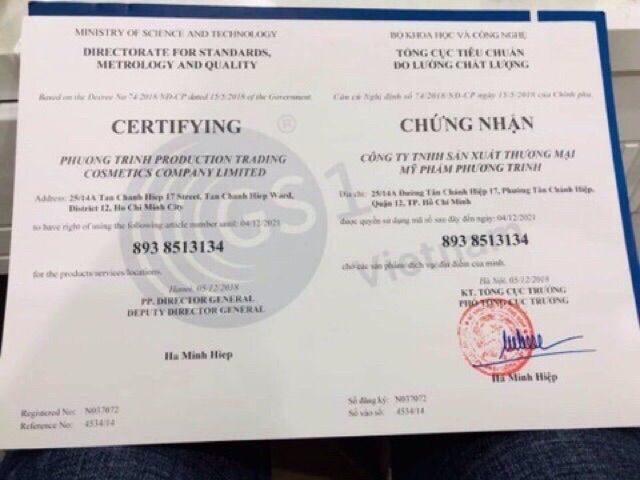 MINISTRY OF SCIENCE AND TECHNOLOGY
DIRECTORATE FOR STANDARDS,
METROLOGY AND QUALITY
Based on the Decree No 74/2018/NĐ-CP dated 15/5/2018 of the Government.
CERTIFYING
PHUONG TRINH PRODUCTION TRADING
COSMETICS COMPANY LIMITED
Address: 25/14A Tan Chanh Hiep 17 Street, Tan Chanh Hiep Ward,
District 12, Ho Chi Minh City
to have right of using the following article number until: 04/12/2021
893 8513134
for the products/services/locations.
Hanoi, 05/12/2018
PP. DIRECTOR GENERAL
DEPUTY DIRECTOR GENERAL
Ha Minh Hiep
Registered No: N037072
Reference No: 4534/14
BỘ KHOA HỌC VÀ CÔNG NGHỆ
TỔNG CỤC TIÊU CHUẨN
ĐO LƯỜNG CHẤT LƯỢNG
Căn cứ Nghị định số 74/2018/NĐ-CP ngày 15/5/2018 của Chính phủ.
CHỨNG NHẬN
CÔNG TY TNHH SẢN XUẤT THƯƠNG MẠI
MỸ PHẨM PHƯƠNG TRINH
Địa chỉ: 25/14A Đường Tân Chánh Hiệp 17, Phường Tân Chánh Hiệp,
Quận 12, TP. Hồ Chí Minh
được quyền sử dụng mã số sau đây đến ngày: 04/12/2021
893 8513134
cho các sản phẩm/dịch vụ/địa điểm của mình.
Hà Nội, 05/12/2018
KT. TỔNG CỤC TRƯỞNG
PHÓ TỔNG CỤC TRƯỞNG
Hà Minh Hiệp
Số đăng ký: N037072
Số vào sổ: 4534/14
GS1
Vietnam
®